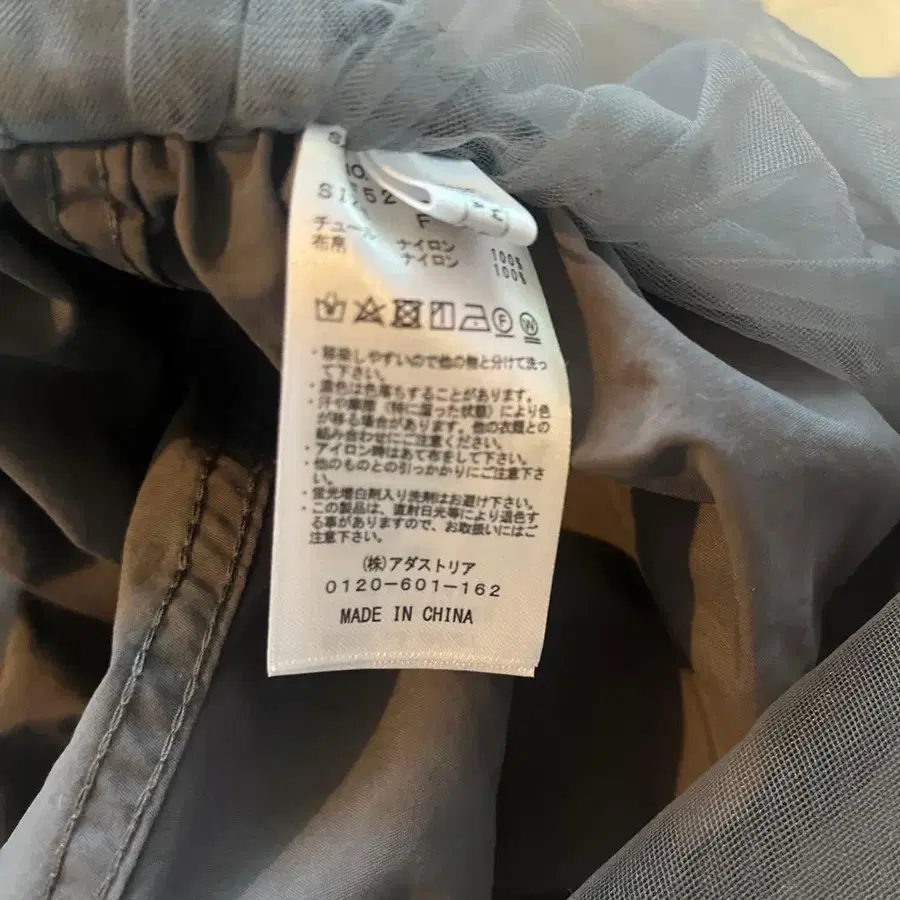 チュール ナイロン 100%
布帛 ナイロン 100%
F
W
・移染しやすいので他の物と分けて洗っ
て下さい。
・濃色は色落ちすることがあります。
・汗や摩擦(特に湿った状態)により色
が移る場合があります。他の衣類との
組み合わせにご注意ください。
・アイロン時はあて布をして下さい。
・他のものとの引っかかりにご注意下さ
い。
・蛍光増白剤入り洗剤はお避け下さい。
・この製品は、直射日光等により退色す
る事がありますので、お取扱いにはご
注意下さい。
(株)アダストリア
0120-601-162
MADE IN CHINA